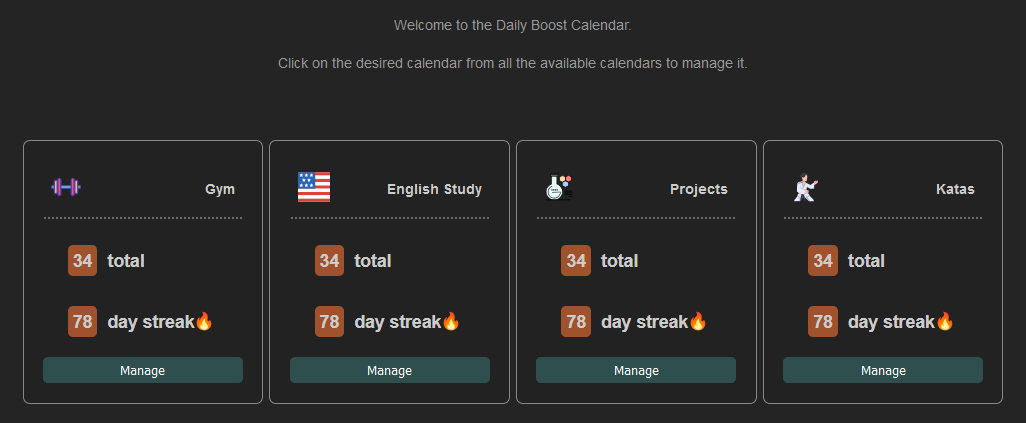 Welcome to the Daily Boost Calendar.
Click on the desired calendar from all the available calendars to manage it.
Gym
34 total
78 day streak🔥
Manage
English Study
34 total
78 day streak🔥
Manage
Projects
34 total
78 day streak🔥
Manage
Katas
34 total
78 day streak🔥
Manage